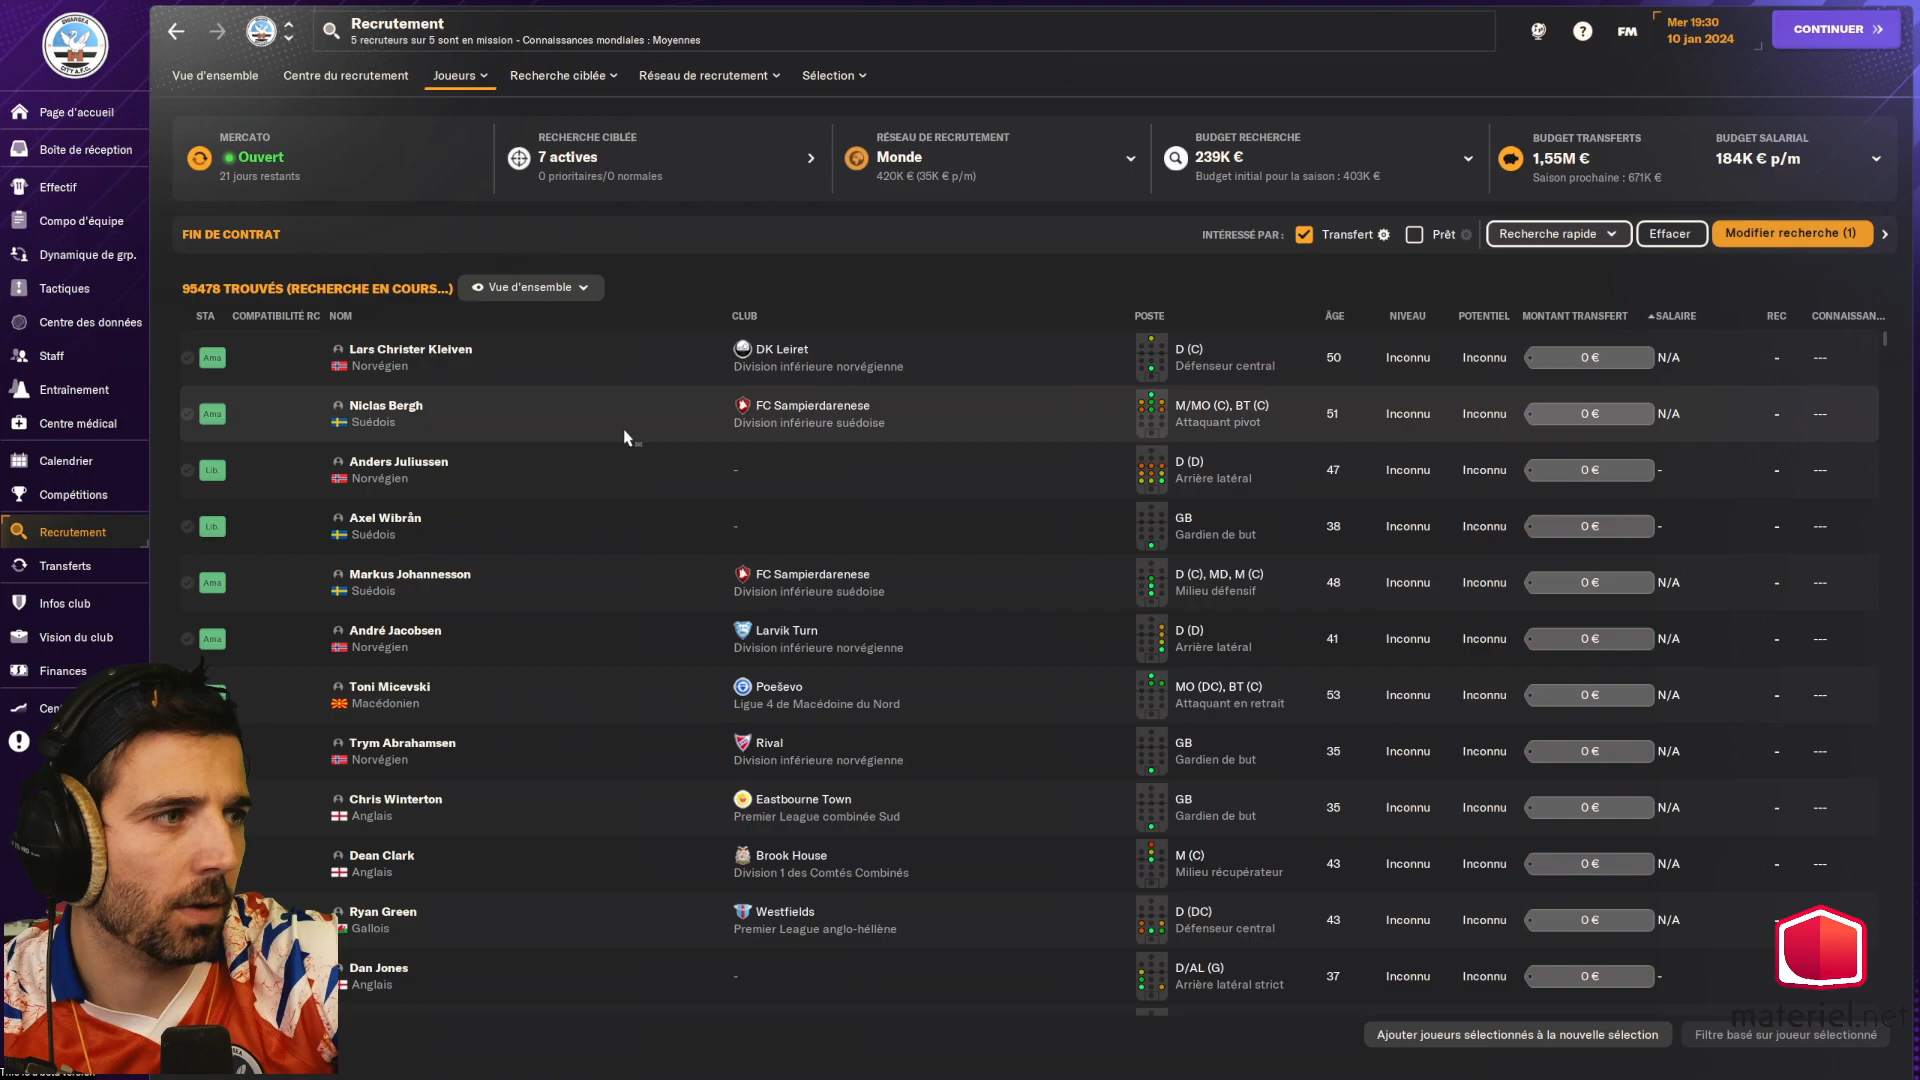 Recrutement
5 recruteurs sur 5 sont en mission - Connaissances mondiales : Moyennes
FM
Mer 19:30
10 jan 2024
CONTINUER
Vue d'ensemble
Centre du recrutement
Joueurs
Recherche ciblée
Réseau de recrutement
Sélection
Page d'accueil
Boîte de réception
Effectif
Compo d'équipe
Dynamique de grp.
Tactiques
Centre des données
Staff
Entraînement
Centre médical
Calendrier
Compétitions
Recrutement
Transferts
Infos club
Vision du club
Finances
MERCATO
Ouvert
21 jours restants
RECHERCHE CIBLÉE
7 actives
0 prioritaires/0 normales
RÉSEAU DE RECRUTEMENT
Monde
420K € (35K € p/m)
BUDGET RECHERCHE
239K €
Budget initial pour la saison : 403K €
BUDGET TRANSFERTS
1,55M €
Saison prochaine : 671K €
BUDGET SALARIAL
184K € p/m
FIN DE CONTRAT
INTÉRESSÉ PAR :
Transfert
Prêt
Recherche rapide
Effacer
Modifier recherche (1)
95478 TROUVÉS (RECHERCHE EN COURS...)
Vue d'ensemble
STA COMPATIBILITÉ RC NOM CLUB POSTE ÂGE NIVEAU POTENTIEL MONTANT TRANSFERT SALAIRE REC CONNAISSAN...
Ama Lars Christer Kleiven DK Leiret D (C) 50 Inconnu Inconnu 0 € N/A - ---
Norvégien Division inférieure norvégienne Défenseur central
Ama Niclas Bergh FC Sampierdarenese M/MO (C), BT (C) 51 Inconnu Inconnu 0 € N/A - ---
Suédois Division inférieure suédoise Attaquant pivot
Lib. Anders Juliussen - D (D) 47 Inconnu Inconnu 0 € - - ---
Norvégien Arrière latéral
Lib. Axel Wibrån - GB 38 Inconnu Inconnu 0 € - - ---
Suédois Gardien de but
Ama Markus Johannesson FC Sampierdarenese D (C), MD, M (C) 48 Inconnu Inconnu 0 € N/A - ---
Suédois Division inférieure suédoise Milieu défensif
Ama André Jacobsen Larvik Turn D (D) 41 Inconnu Inconnu 0 € N/A - ---
Norvégien Division inférieure norvégienne Arrière latéral
Toni Micevski Poeševo MO (DC), BT (C) 53 Inconnu Inconnu 0 € N/A - ---
Macédonien Ligue 4 de Macédoine du Nord Attaquant en retrait
Trym Abrahamsen Rival GB 35 Inconnu Inconnu 0 € N/A - ---
Norvégien Division inférieure norvégienne Gardien de but
Chris Winterton Eastbourne Town GB 35 Inconnu Inconnu 0 € N/A - ---
Anglais Premier League combinée Sud Gardien de but
Dean Clark Brook House M (C) 43 Inconnu Inconnu 0 € N/A - ---
Anglais Division 1 des Comtés Combinés Milieu récupérateur
Ryan Green Westfields D (DC) 43 Inconnu Inconnu 0 € N/A -
Gallois Premier League anglo-hellène Défenseur central
Dan Jones - D/AL (G) 37 Inconnu Inconnu 0 € -
Anglais Arrière latéral strict
materiel.net
Ajouter joueurs sélectionnés à la nouvelle sélection
Filtre basé sur joueur sélectionné